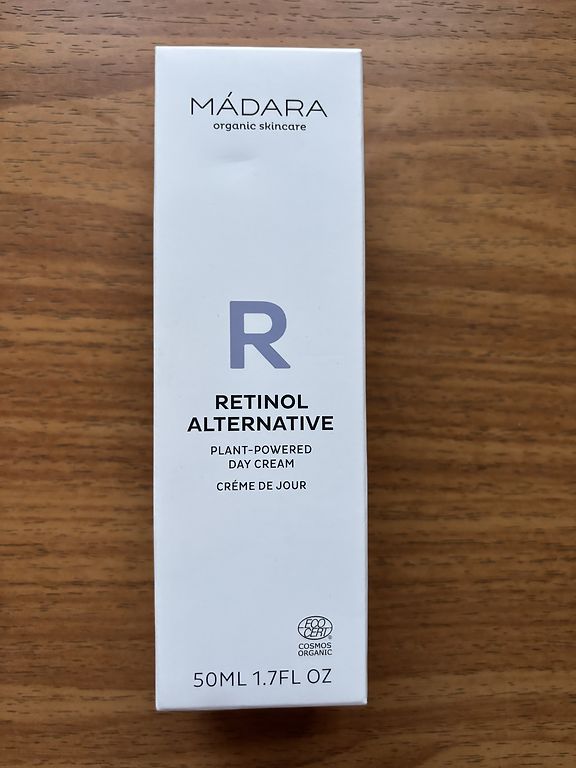 MÁDARA
organic skincare
R
RETINOL
ALTERNATIVE
PLANT-POWERED
DAY CREAM
CRÉME DE JOUR
ECO
CERT®
COSMOS
ORGANIC
50ML 1.7FL OZ